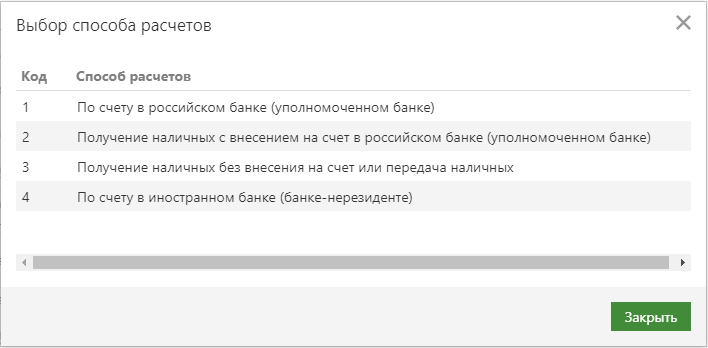 Выбор способа расчетов
Код Способ расчетов
1 По счету в российском банке (уполномоченном банке)
2 Получение наличных с внесением на счет в российском банке (уполномоченном банке)
3 Получение наличных без внесения на счет или передача наличных
4 По счету в иностранном банке (банке-нерезиденте)
Закрыть